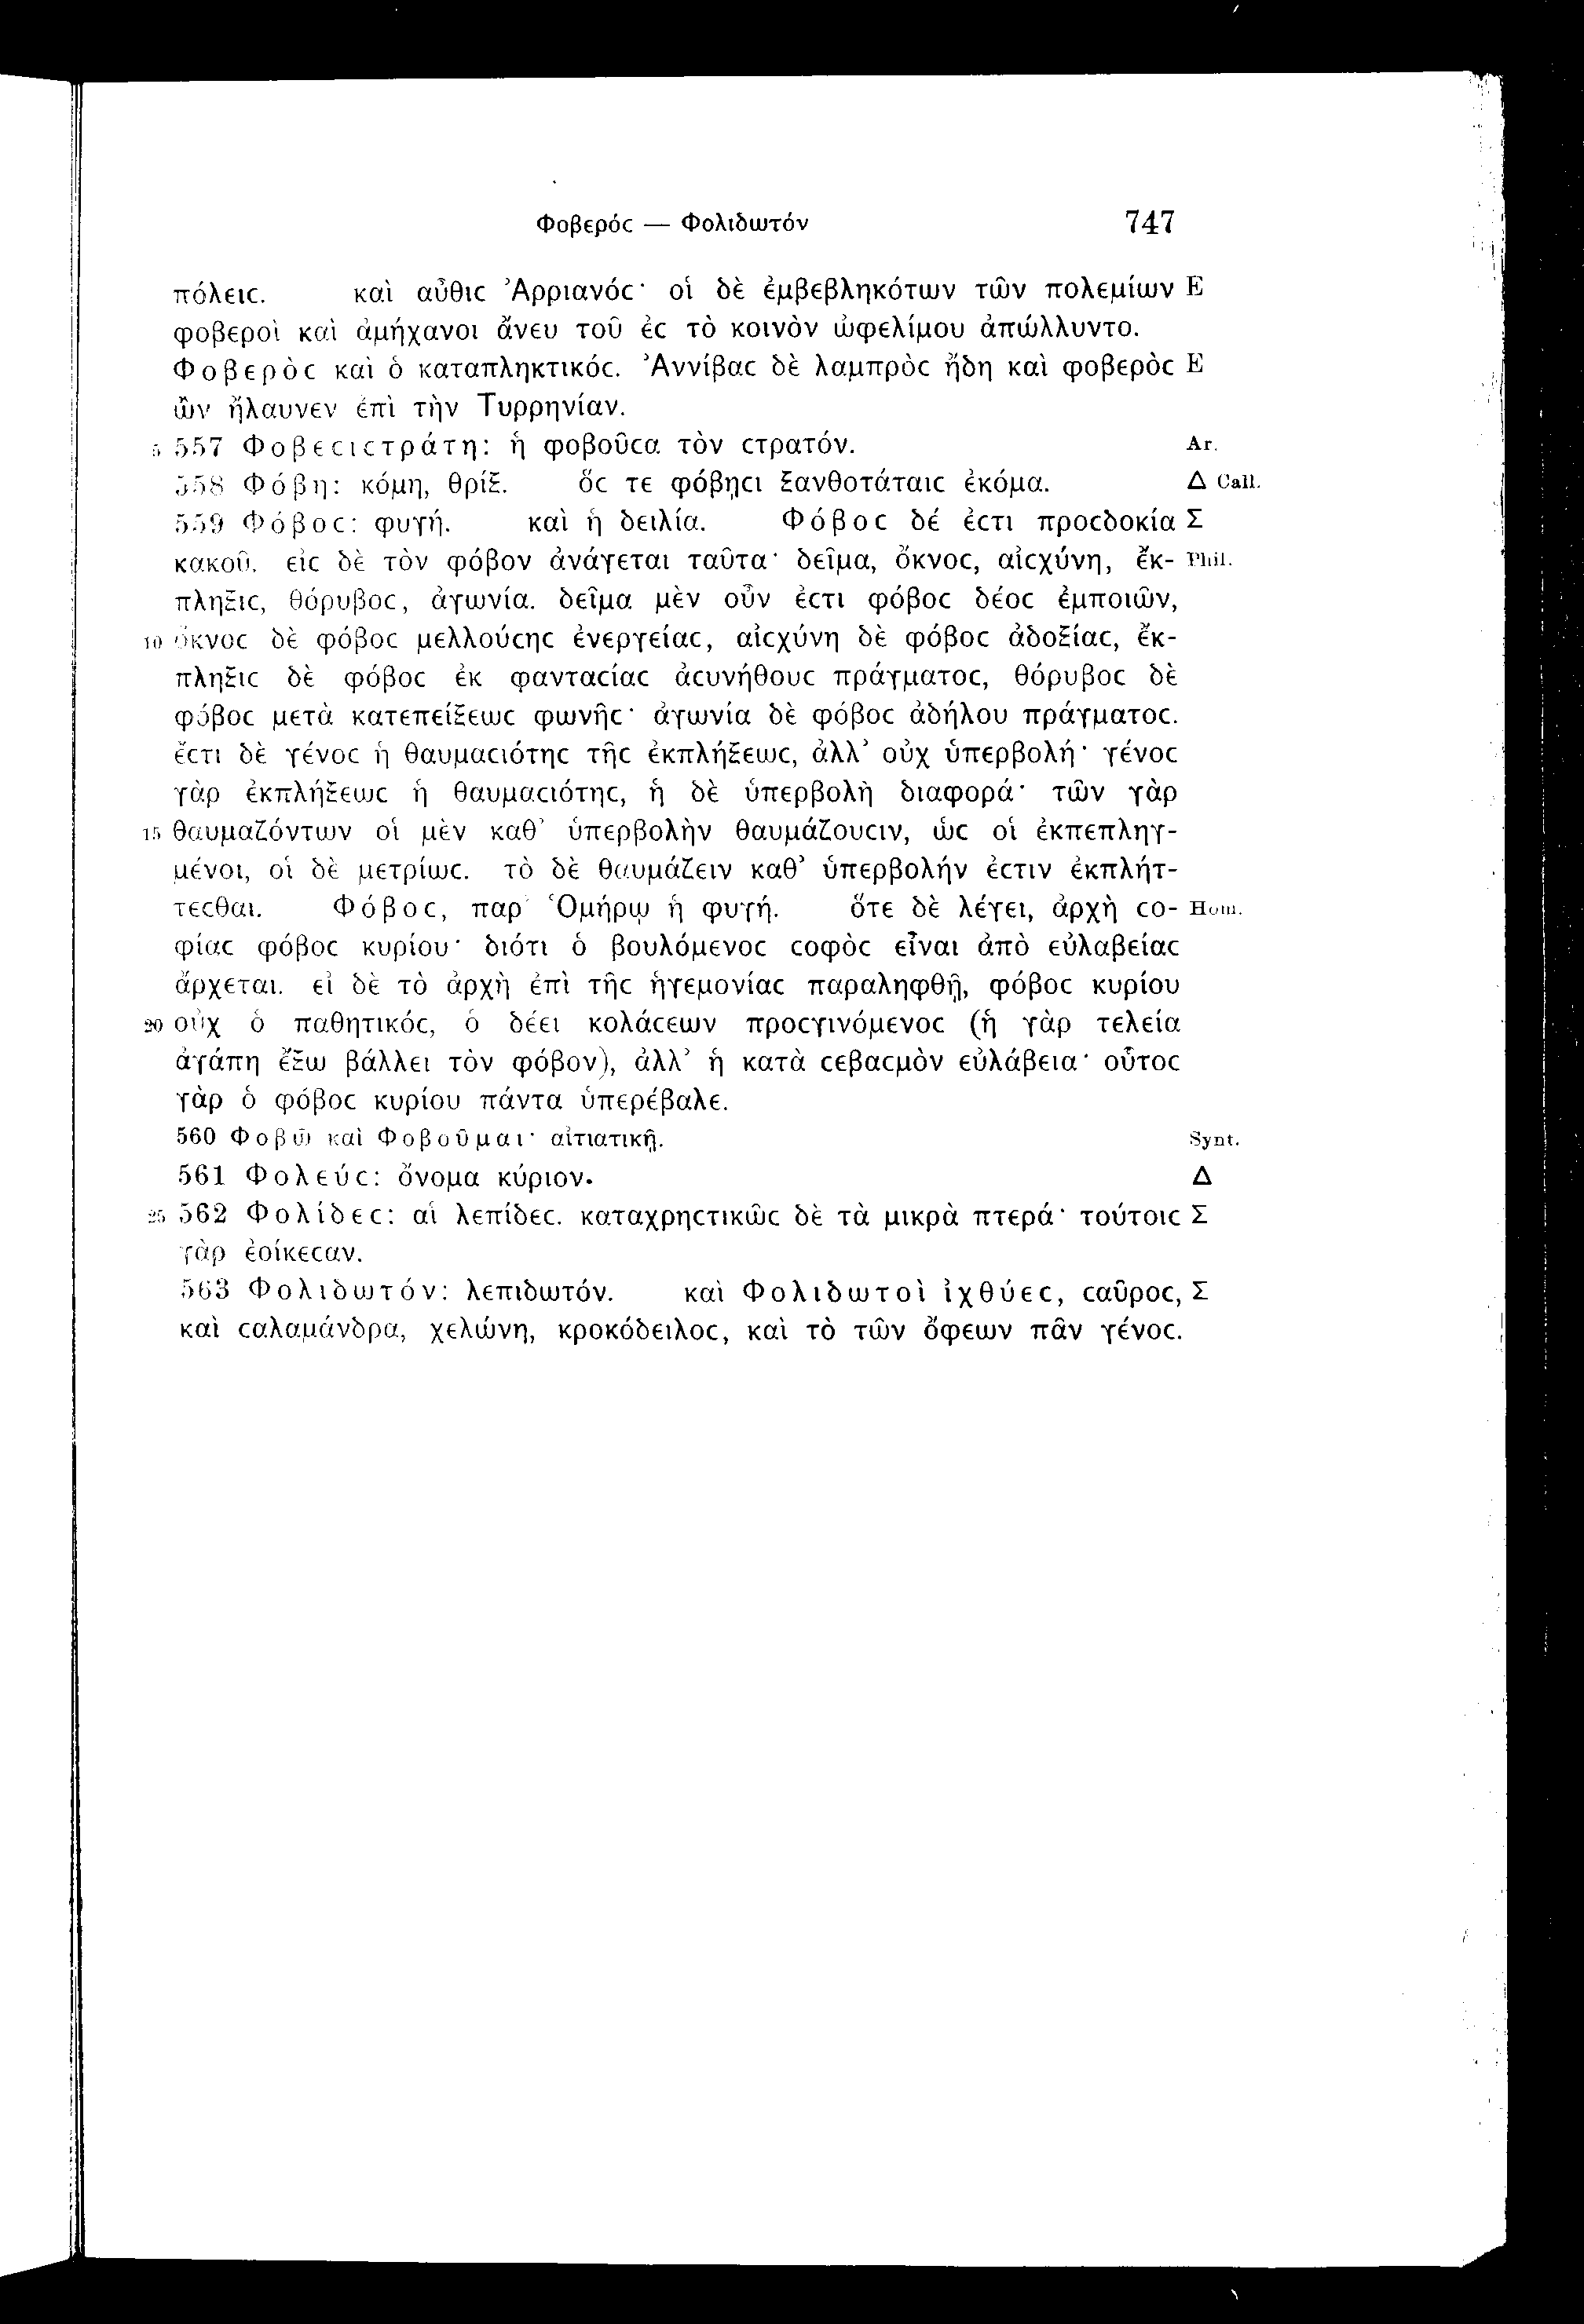 Φοβερόϲ — Φολιδωτόν 747
πόλειϲ. καὶ αὖθιϲ Ἀρριανόϲ· οἱ δὲ ἐμβεβληκότων τῶν πολεμίων Ε
φοβεροὶ καὶ ἀμήχανοι ἄνευ τοῦ ἐϲ τὸ κοινὸν ὠφελίμου ἀπώλλυντο.
Φοβερὸϲ καὶ ὁ καταπληκτικόϲ. Ἀννίβαϲ δὲ λαμπρὸϲ ἤδη καὶ φοβερὸϲ Ε
ὢν ἤλαυνεν ἐπὶ τὴν Τυρρηνίαν.
5 557 Φοβεϲιϲτράτη: ἡ φοβοῦϲα τὸν ϲτρατόν. Ar.
558 Φόβη: κόμη, θρίξ. ὅϲ τε φόβῃϲι ξανθοτάταιϲ ἐκόμα. Δ Call.
559 Φόβοϲ: φυγή. καὶ ἡ δειλία. Φόβοϲ δέ ἐϲτι προϲδοκία Σ
κακοῦ. εἰϲ δὲ τὸν φόβον ἀνάγεται ταῦτα· δεῖμα, ὄκνοϲ, αἰϲχύνη, ἔκ- Phil.
πληξιϲ, θόρυβοϲ, ἀγωνία. δεῖμα μὲν οὖν ἐϲτι φόβοϲ δέοϲ ἐμποιῶν,
10 ὄκνοϲ δὲ φόβοϲ μελλούϲηϲ ἐνεργείαϲ, αἰϲχύνη δὲ φόβοϲ ἀδοξίαϲ, ἔκ-
πληξιϲ δὲ φόβοϲ ἐκ φανταϲίαϲ ἀϲυνήθουϲ πράγματοϲ, θόρυβοϲ δὲ
φόβοϲ μετὰ κατεπείξεωϲ φωνῆϲ· ἀγωνία δὲ φόβοϲ ἀδήλου πράγματοϲ.
ἔϲτι δὲ γένοϲ ἡ θαυμαϲιότηϲ τῆϲ ἐκπλήξεωϲ, ἀλλ’ οὐχ ὑπερβολή· γένοϲ
γὰρ ἐκπλήξεωϲ ἡ θαυμαϲιότηϲ, ἡ δὲ ὑπερβολὴ διαφορά· τῶν γὰρ
15 θαυμαζόντων οἱ μὲν καθ’ ὑπερβολὴν θαυμάζουϲιν, ὡϲ οἱ ἐκπεπληγ-
μένοι, οἱ δὲ μετρίωϲ. τὸ δὲ θαυμάζειν καθ’ ὑπερβολήν ἐϲτιν ἐκπλήτ-
τεϲθαι. Φόβοϲ, παρ’ Ὁμήρῳ ἡ φυγή. ὅτε δὲ λέγει, ἀρχὴ ϲο- Hom.
φίαϲ φόβοϲ κυρίου· διότι ὁ βουλόμενοϲ ϲοφὸϲ εἶναι ἀπὸ εὐλαβείαϲ
ἄρχεται. εἰ δὲ τὸ ἀρχὴ ἐπὶ τῆϲ ἡγεμονίαϲ παραληφθῇ, φόβοϲ κυρίου
20 οὐχ ὁ παθητικόϲ, ὁ δέει κολάϲεων προϲγινόμενοϲ (ἡ γὰρ τελεία
ἀγάπη ἔξω βάλλει τὸν φόβον), ἀλλ’ ἡ κατὰ ϲεβαϲμὸν εὐλάβεια· οὗτοϲ
γὰρ ὁ φόβοϲ κυρίου πάντα ὑπερέβαλε.
560 Φοβῶ καὶ Φοβοῦμαι· αἰτιατικῇ. Synt.
561 Φολεύϲ: ὄνομα κύριον. Δ
25 562 Φολίδεϲ: αἱ λεπίδεϲ. καταχρηϲτικῶϲ δὲ τὰ μικρὰ πτερά· τούτοιϲ Σ
γὰρ ἐοίκεϲαν.
563 Φολιδωτόν: λεπιδωτόν. καὶ Φολιδωτοὶ ἰχθύεϲ, ϲαῦροϲ, Σ
καὶ ϲαλαμάνδρα, χελώνη, κροκόδειλοϲ, καὶ τὸ τῶν ὄφεων πᾶν γένοϲ.